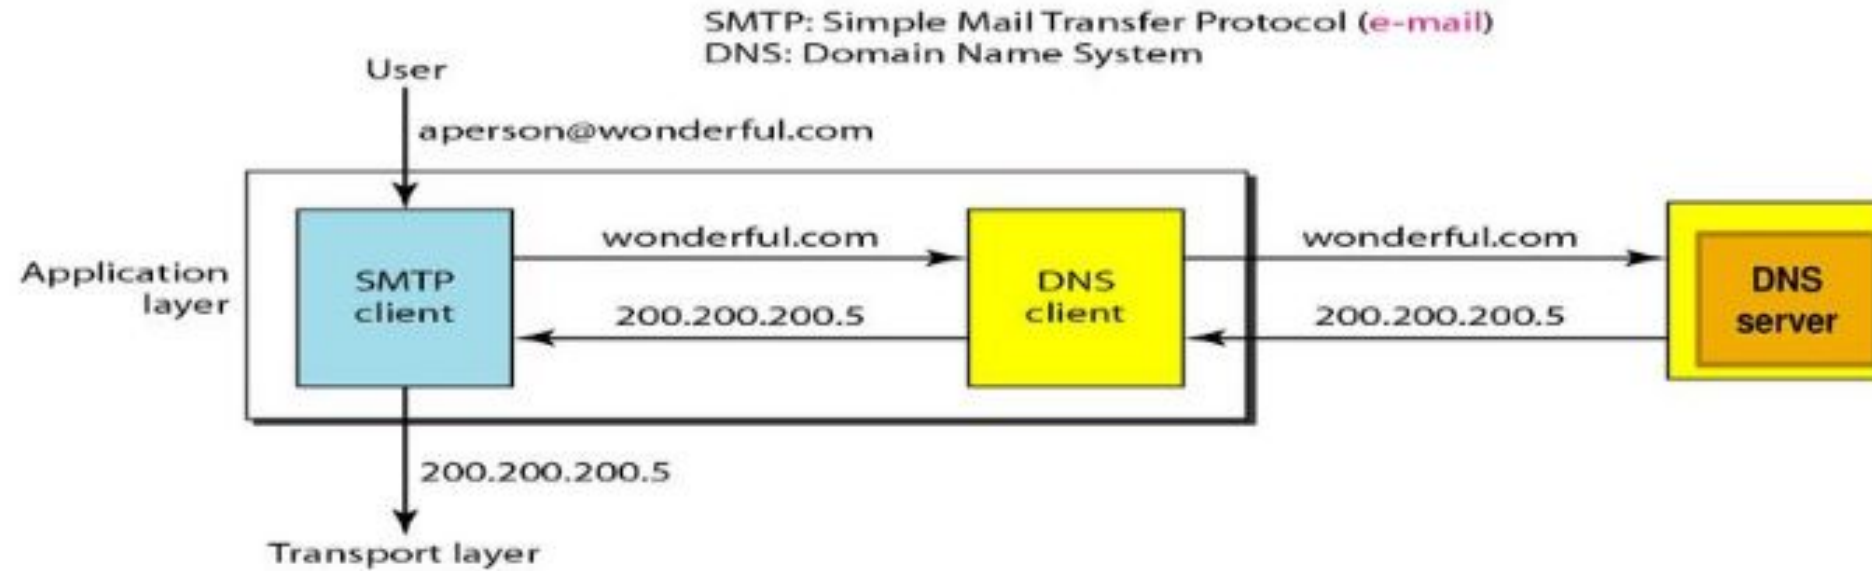 SMTP: Simple Mail Transfer Protocol (e-mail)
DNS: Domain Name System
User
aperson@wonderful.com
Application
layer
SMTP
client
wonderful.com
200.200.200.5
DNS
client
wonderful.com
200.200.200.5
DNS
server
200.200.200.5
Transport layer